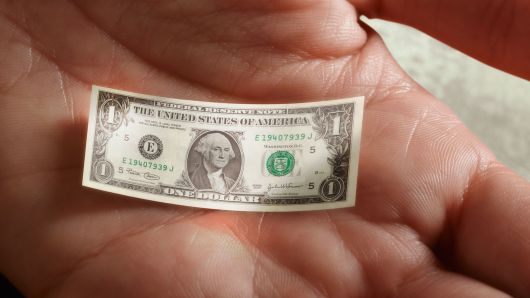 FEDERAL RESERVE NOTE
1 THE UNITED STATES OF AMERICA 1
5 E 19407939 J
E
WASHINGTON, D.C.
5 E 19407939 J 5
5
1 ONE DOLLAR 1